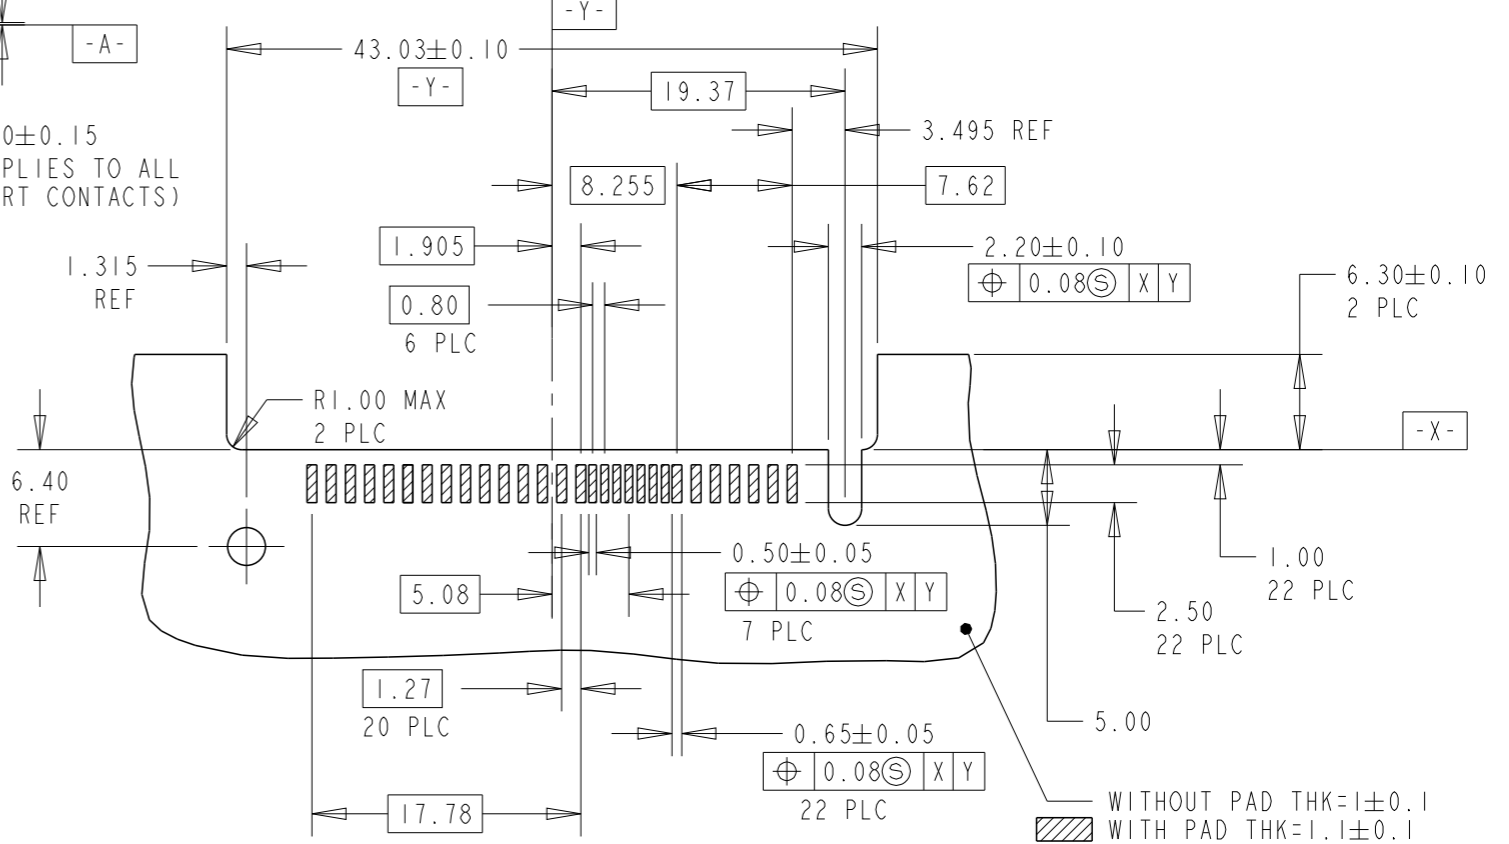 -Y-
-A-
43.03±0.10
-Y-
19.37
3.495 REF
0±0.15
PLIES TO ALL
RT CONTACTS)
8.255
7.62
1.905
2.20±0.10
0.08Ⓢ X Y
1.315
REF
0.80
6 PLC
6.30±0.10
2 PLC
R1.00 MAX
2 PLC
-X-
6.40
REF
0.50±0.05
0.08Ⓢ X Y
7 PLC
5.08
1.00
22 PLC
2.50
22 PLC
1.27
20 PLC
5.00
0.65±0.05
0.08Ⓢ X Y
22 PLC
17.78
WITHOUT PAD THK=1±0.1
WITH PAD THK=1.1±0.1